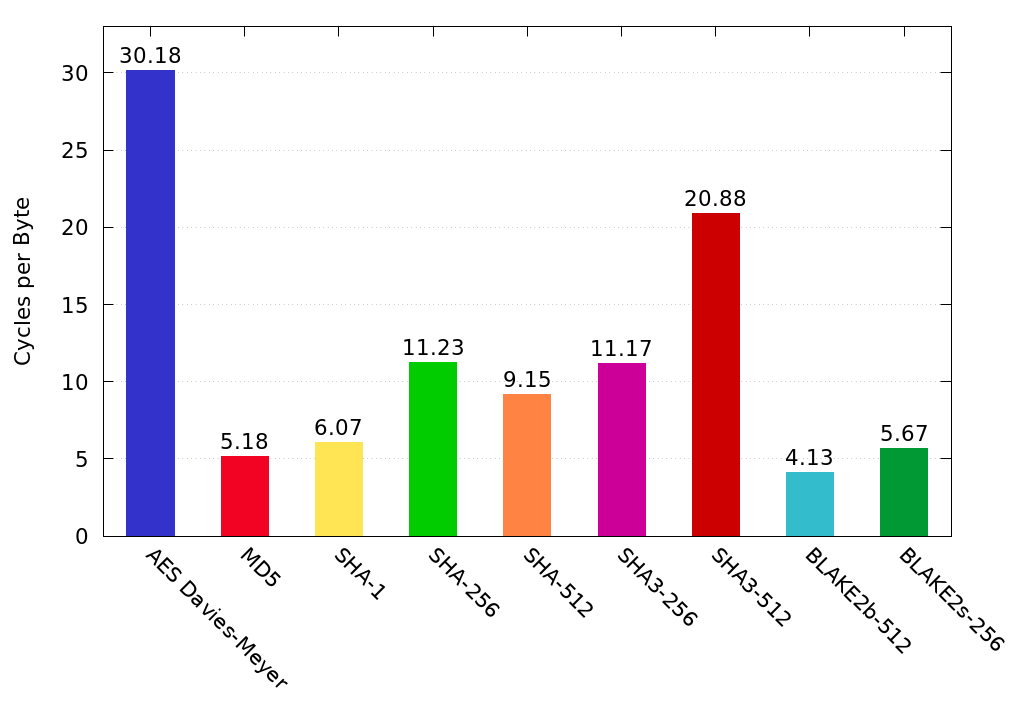 30.18
30
25
20.88
20
Cycles per Byte
15
11.23
11.17
10
9.15
6.07
5.18
5.67
5
4.13
0
AES Davies-Meyer
MD5
SHA-1
SHA-256
SHA-512
SHA3-256
SHA3-512
BLAKE2b-512
BLAKE2s-256